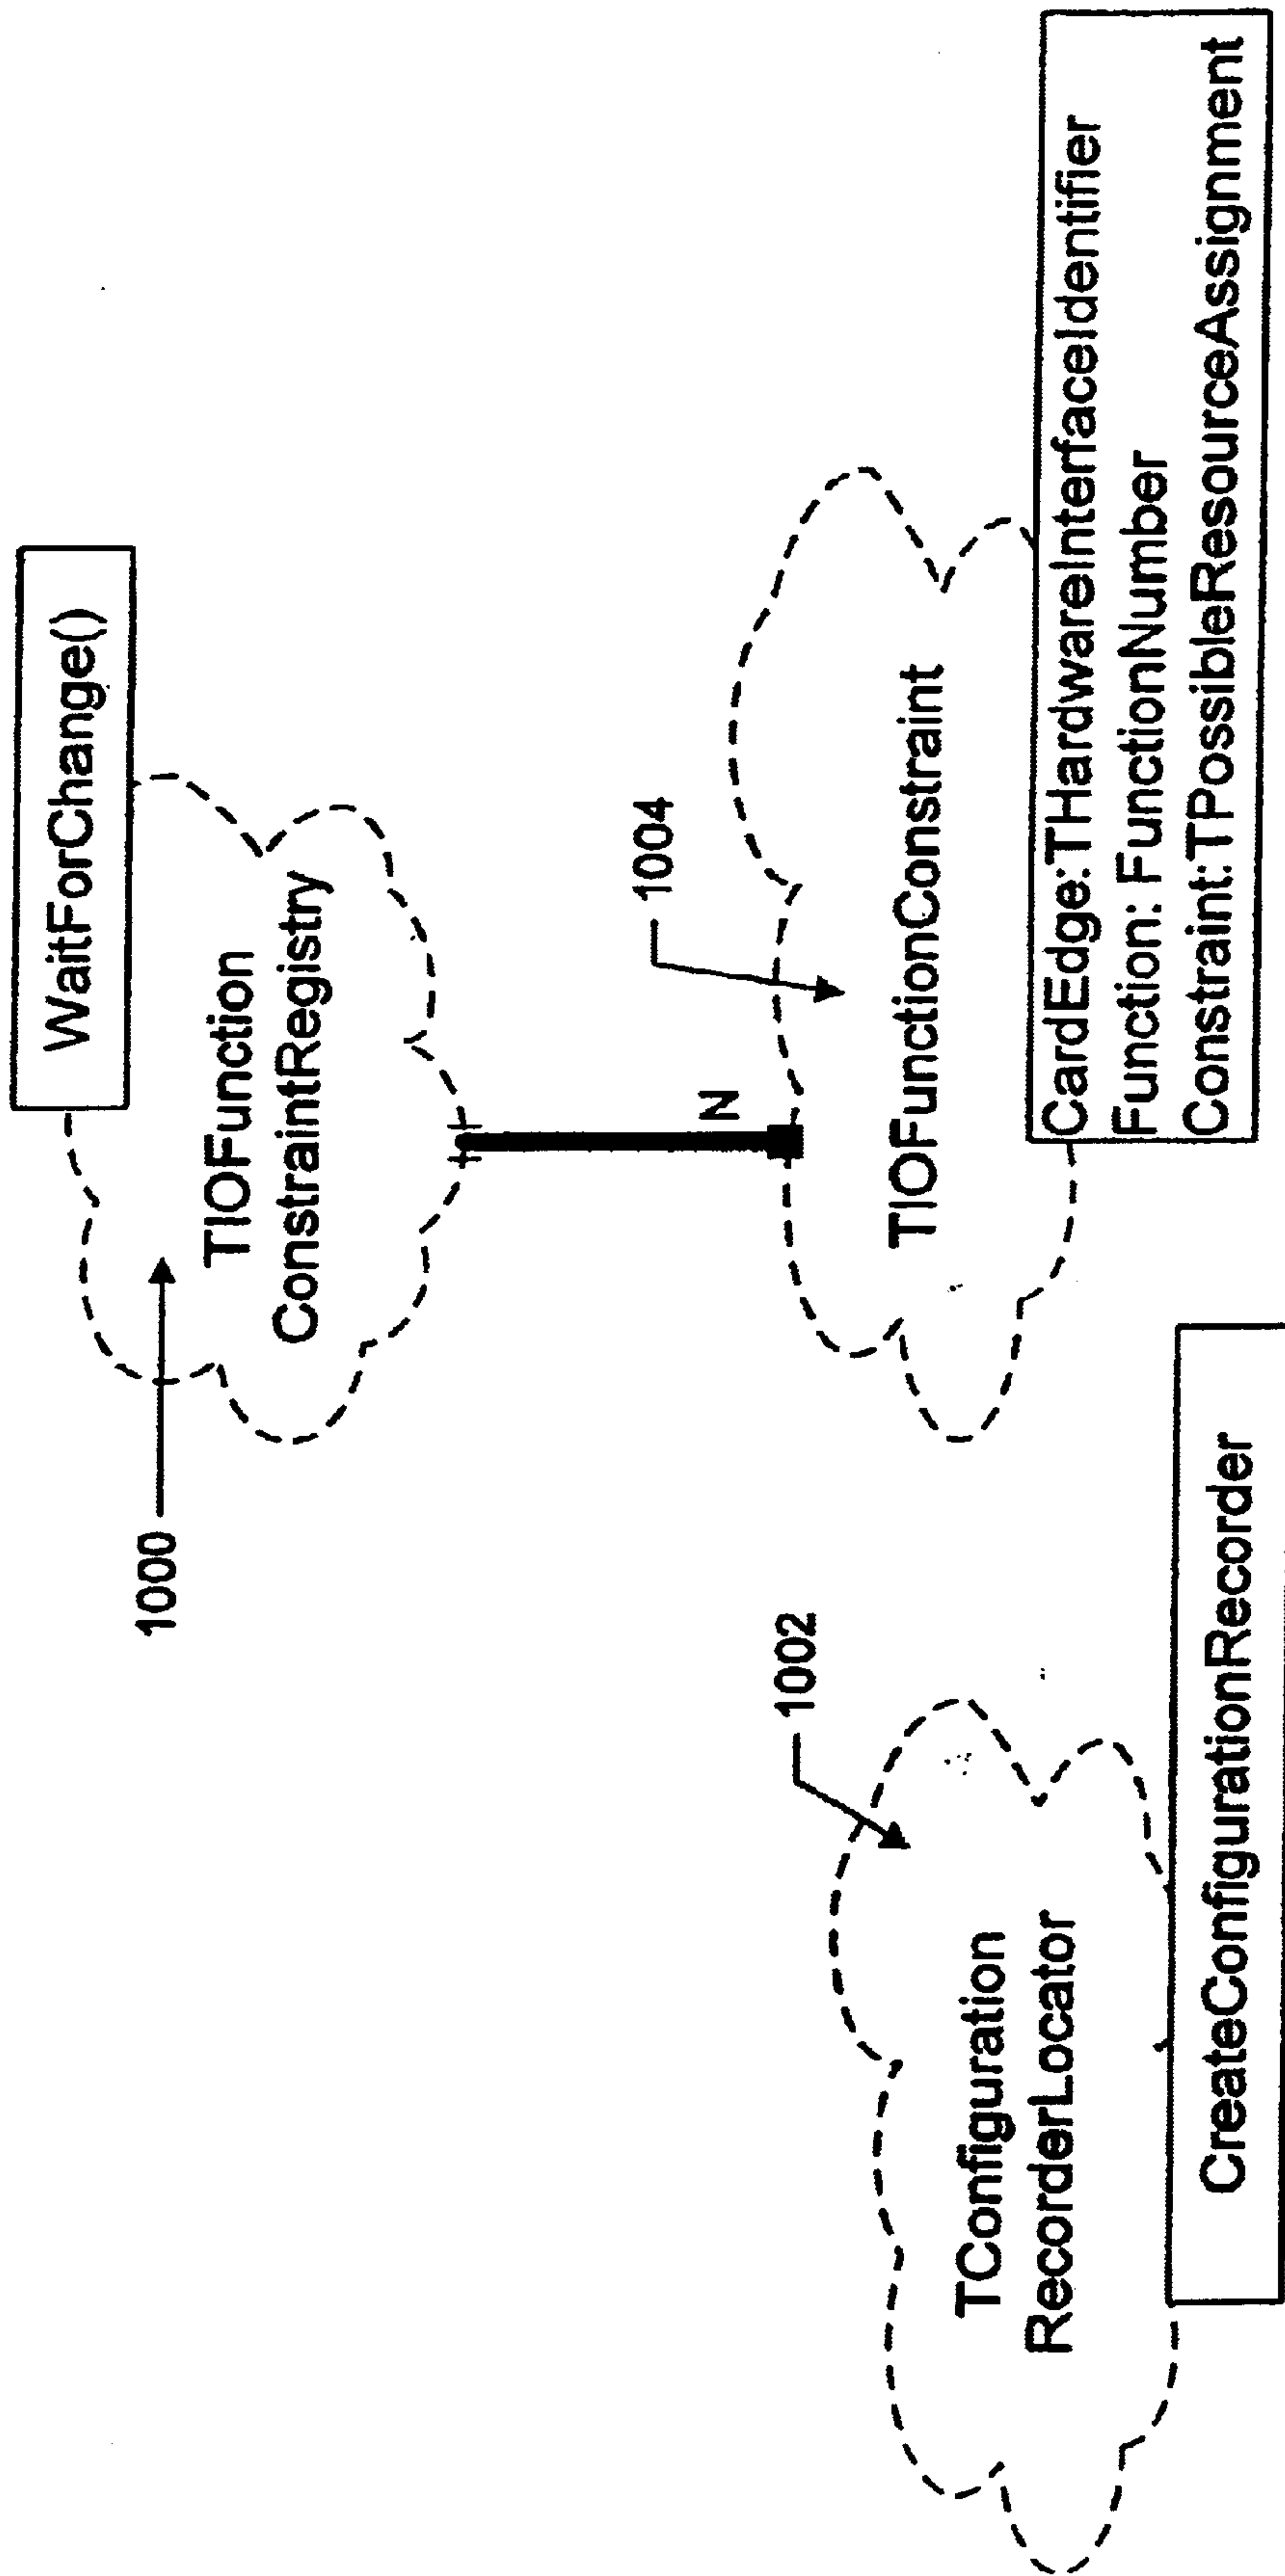 WaitForChange()
1000
TIOFunction
ConstraintRegistry
N
1002
1004
TConfiguration
RecorderLocator
TIOFunctionConstraint
CreateConfigurationRecorder
CardEdge:THardwareInterfaceIdentifier
Function: FunctionNumber
Constraint:TPossibleResourceAssignment